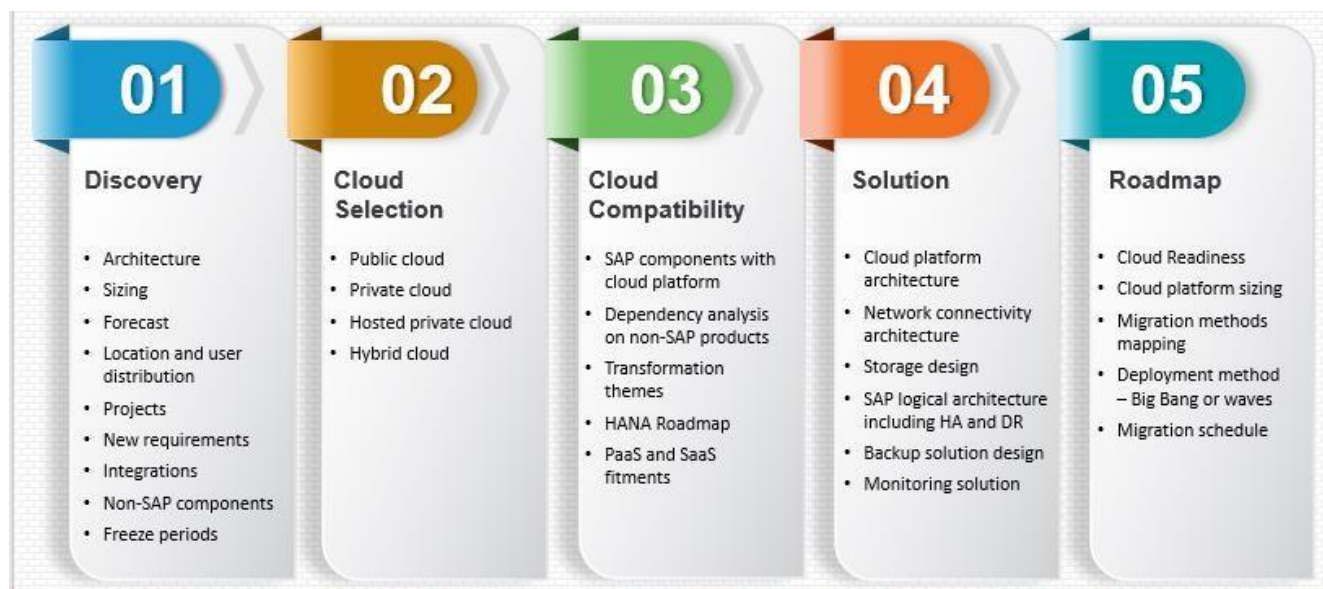 01
Discovery
• Architecture
• Sizing
• Forecast
• Location and user
distribution
• Projects
• New requirements
• Integrations
• Non-SAP components
• Freeze periods
02
Cloud
Selection
• Public cloud
• Private cloud
• Hosted private cloud
• Hybrid cloud
03
Cloud
Compatibility
• SAP components with
cloud platform
• Dependency analysis
on non-SAP products
• Transformation
themes
• HANA Roadmap
• PaaS and SaaS
fitments
04
Solution
• Cloud platform
architecture
• Network connectivity
architecture
• Storage design
• SAP logical architecture
including HA and DR
• Backup solution design
• Monitoring solution
05
Roadmap
• Cloud Readiness
• Cloud platform sizing
• Migration methods
mapping
• Deployment method
– Big Bang or waves
• Migration schedule